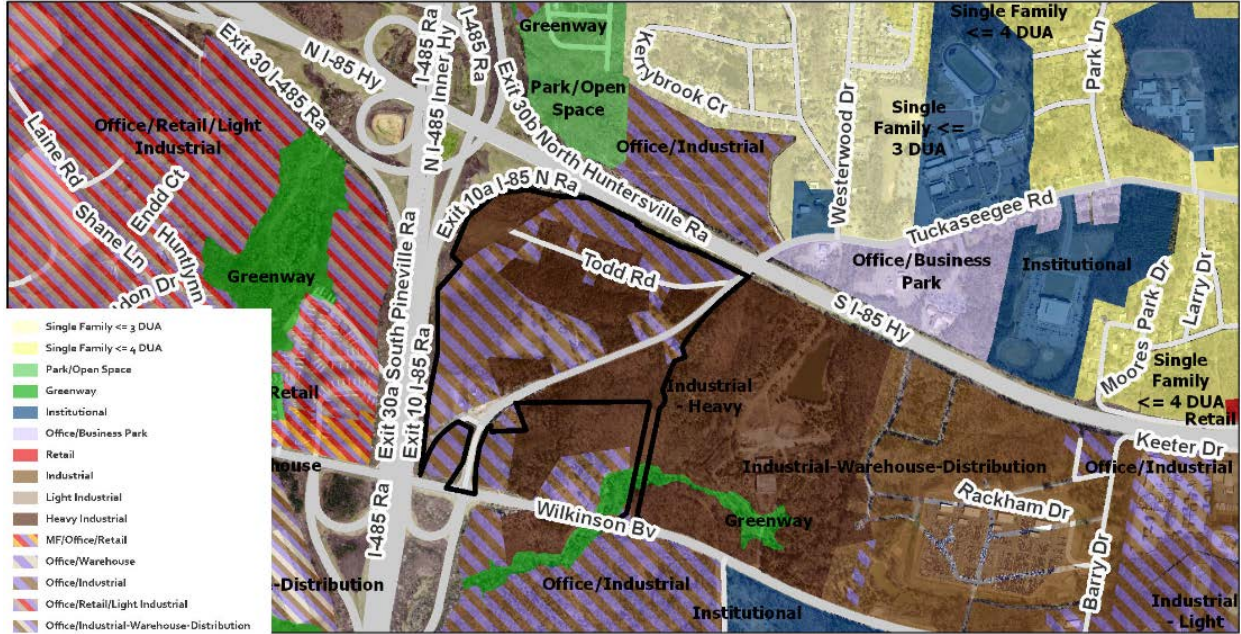 Greenway
Single Family
<= 4 DUA
Park Ln
Exit 30 I-485 Ra
N I-85 Hy
I-485 Ra
N I-485 Inner Hy
I-485 Ra
Exit 30b North Huntersville Ra
Kerrybrook Cr
Westerwood Dr
Park/Open
Space
Single
Family <=
3 DUA
Laine Rd
Office/Retail/Light
Industrial
Office/Industrial
Endd Ct
Shane Ln
Huntlynn
Exit 10a I-85 N Ra
Tuckaseegee Rd
Greenway
Todd Rd
Office/Business
Park
Institutional
Larry Dr
Moores Park Dr
don Dr
Exit 30a South Pineville Ra
Exit 10 I-85 Ra
S I-85 Hy
Single
Family
<= 4 DUA
Retail
Retail
Industrial
- Heavy
Keeter Dr
house
Industrial-Warehouse-Distribution
Office/Industrial
Rackham Dr
I-485 Ra
Wilkinson Bv
Greenway
-Distribution
Office/Industrial
Institutional
Barry Dr
Industrial
- Light
Single Family <= 3 DUA
Single Family <= 4 DUA
Park/Open Space
Greenway
Institutional
Office/Business Park
Retail
Industrial
Light Industrial
Heavy Industrial
MF/Office/Retail
Office/Warehouse
Office/Industrial
Office/Retail/Light Industrial
Office/Industrial-Warehouse-Distribution